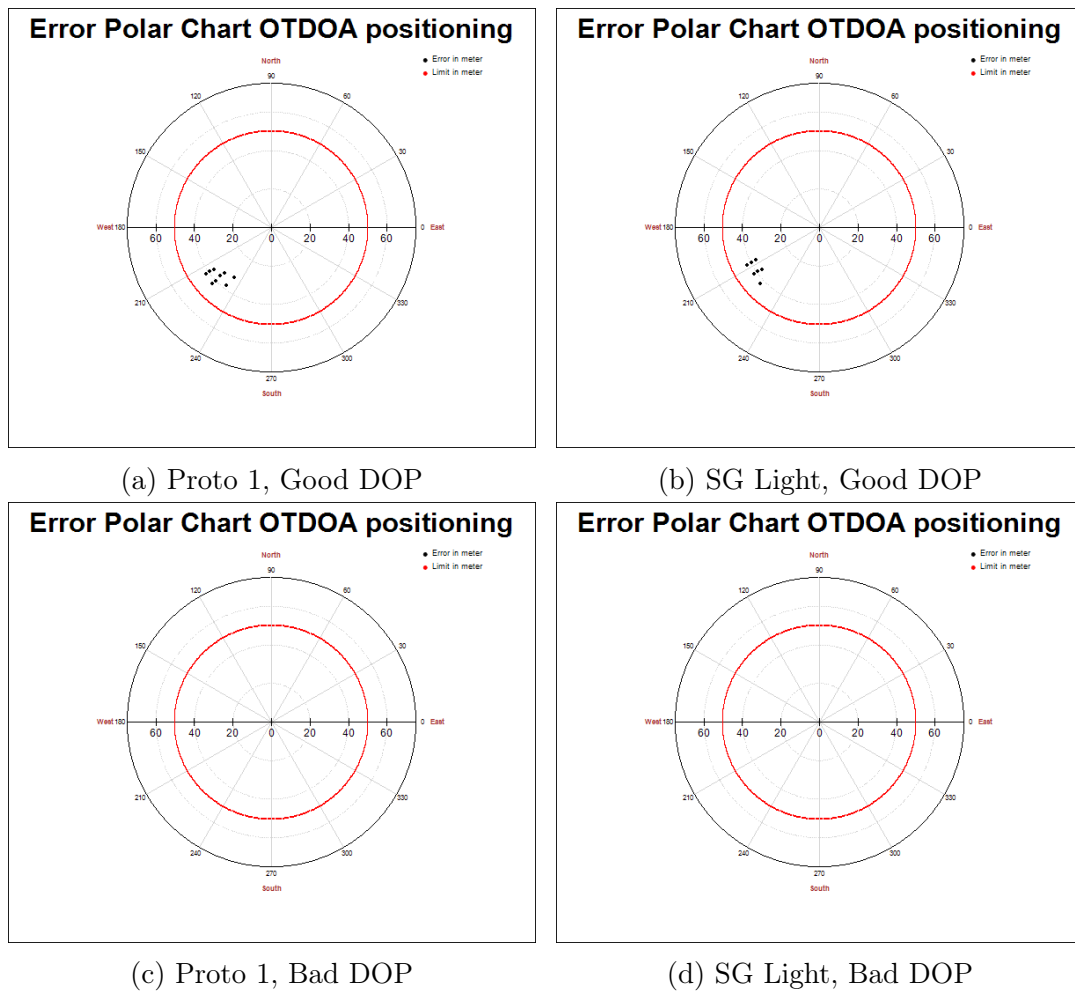 Error Polar Chart OTDOA positioning
Error in meter
Limit in meter
North
90
120 60
150 30
West 180 0 East
60 40 20 0 20 40 60
210 330
240 300
270
South
(a) Proto 1, Good DOP
Error Polar Chart OTDOA positioning
Error in meter
Limit in meter
North
90
120 60
150 30
West 180 0 East
60 40 20 0 20 40 60
210 330
240 300
270
South
(b) SG Light, Good DOP
Error Polar Chart OTDOA positioning
Error in meter
Limit in meter
North
90
120 60
150 30
West 180 0 East
60 40 20 0 20 40 60
210 330
240 300
270
South
(c) Proto 1, Bad DOP
Error Polar Chart OTDOA positioning
Error in meter
Limit in meter
North
90
120 60
150 30
West 180 0 East
60 40 20 0 20 40 60
210 330
240 300
270
South
(d) SG Light, Bad DOP